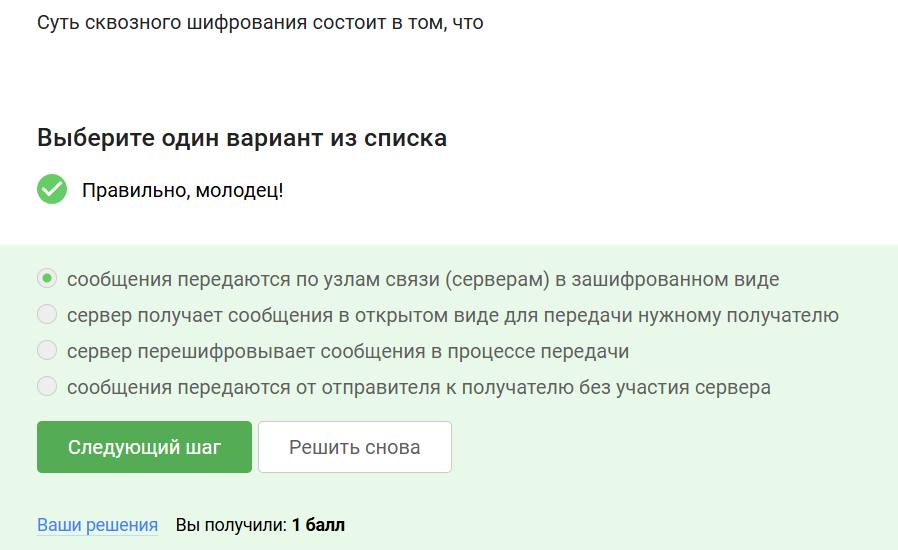 Суть сквозного шифрования состоит в том, что
Выберите один вариант из списка
Правильно, молодец!
сообщения передаются по узлам связи (серверам) в зашифрованном виде
сервер получает сообщения в открытом виде для передачи нужному получателю
сервер перешифровывает сообщения в процессе передачи
сообщения передаются от отправителя к получателю без участия сервера
Следующий шаг
Решить снова
Ваши решения Вы получили: 1 балл